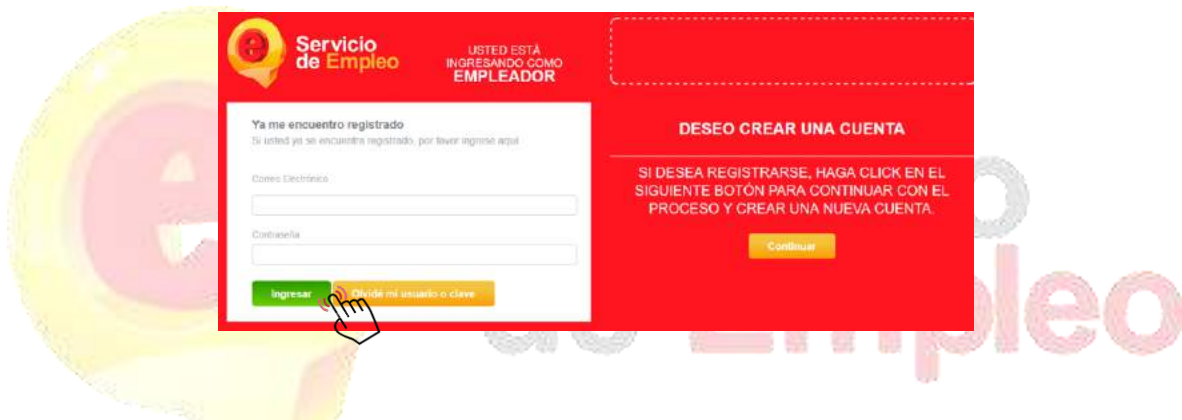 Servicio
de Empleo
USTED ESTÁ
INGRESANDO COMO
EMPLEADOR
Ya me encuentro registrado
Si usted ya se encuentra registrado, por favor ingrese aquí
Correo Electrónico
Contraseña
Ingresar
Olvidé mi usuario o clave
DESEO CREAR UNA CUENTA
SI DESEA REGISTRARSE, HAGA CLICK EN EL
SIGUIENTE BOTÓN PARA CONTINUAR CON EL
PROCESO Y CREAR UNA NUEVA CUENTA.
Continuar
de Empleo